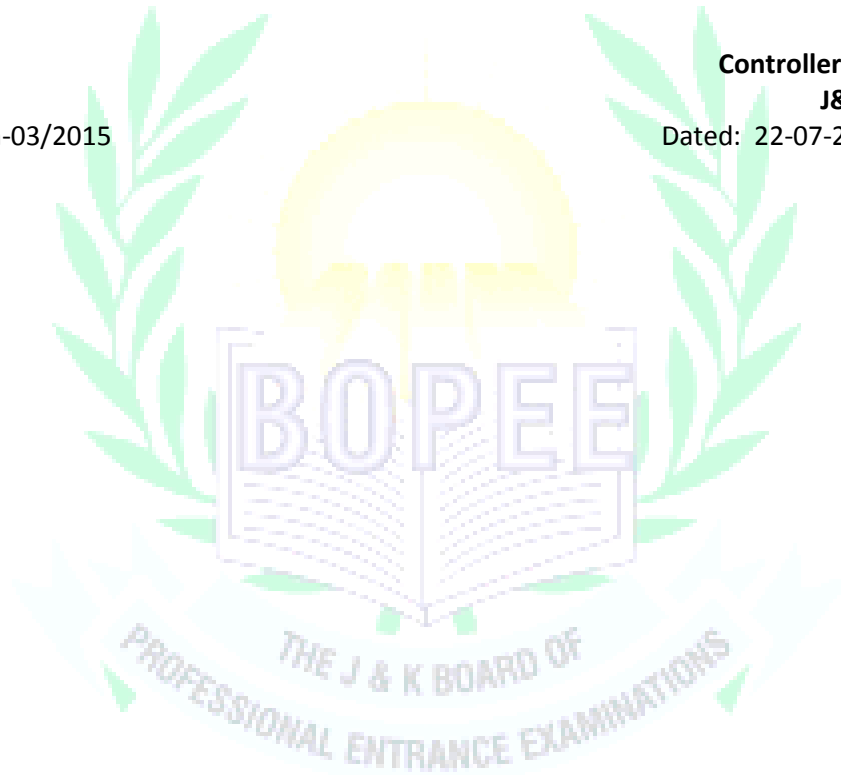 Controller
J&
-03/2015 Dated: 22-07-2
BOPEE
THE J & K BOARD OF
PROFESSIONAL ENTRANCE EXAMINATIONS